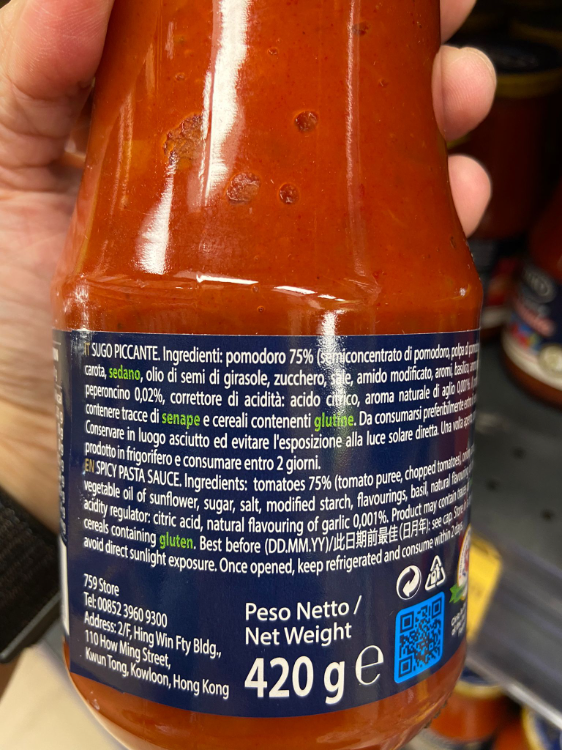 IT SUGO PICCANTE. Ingredienti: pomodoro 75% (semiconcentrato di pomodoro, polpa di
carota, sedano, olio di semi di girasole, zucchero, sale, amido modificato, aromi, basilico,
peperoncino 0,02%, correttore di acidità: acido citrico, aroma naturale di aglio 0,001%.
contenere tracce di senape e cereali contenenti glutine. Da consumarsi preferibilmente entro
Conservare in luogo asciutto ed evitare l'esposizione alla luce solare diretta. Una volta
prodotto in frigorifero e consumare entro 2 giorni.
EN SPICY PASTA SAUCE. Ingredients: tomatoes 75% (tomato puree, chopped tomatoes),
vegetable oil of sunflower, sugar, salt, modified starch, flavourings, basil, natural flavouring
acidity regulator: citric acid, natural flavouring of garlic 0,001%. Product may contain
cereals containing gluten. Best before (DD.MM.YY)/此日期前最佳(日月年): see cap.
avoid direct sunlight exposure. Once opened, keep refrigerated and consume within 2 days.
759 Store
Tel: 00852 3960 9300
Address: 2/F, Hing Win Fty Bldg.,
110 How Ming Street,
Kwun Tong, Kowloon, Hong Kong
Peso Netto /
Net Weight
420 g e